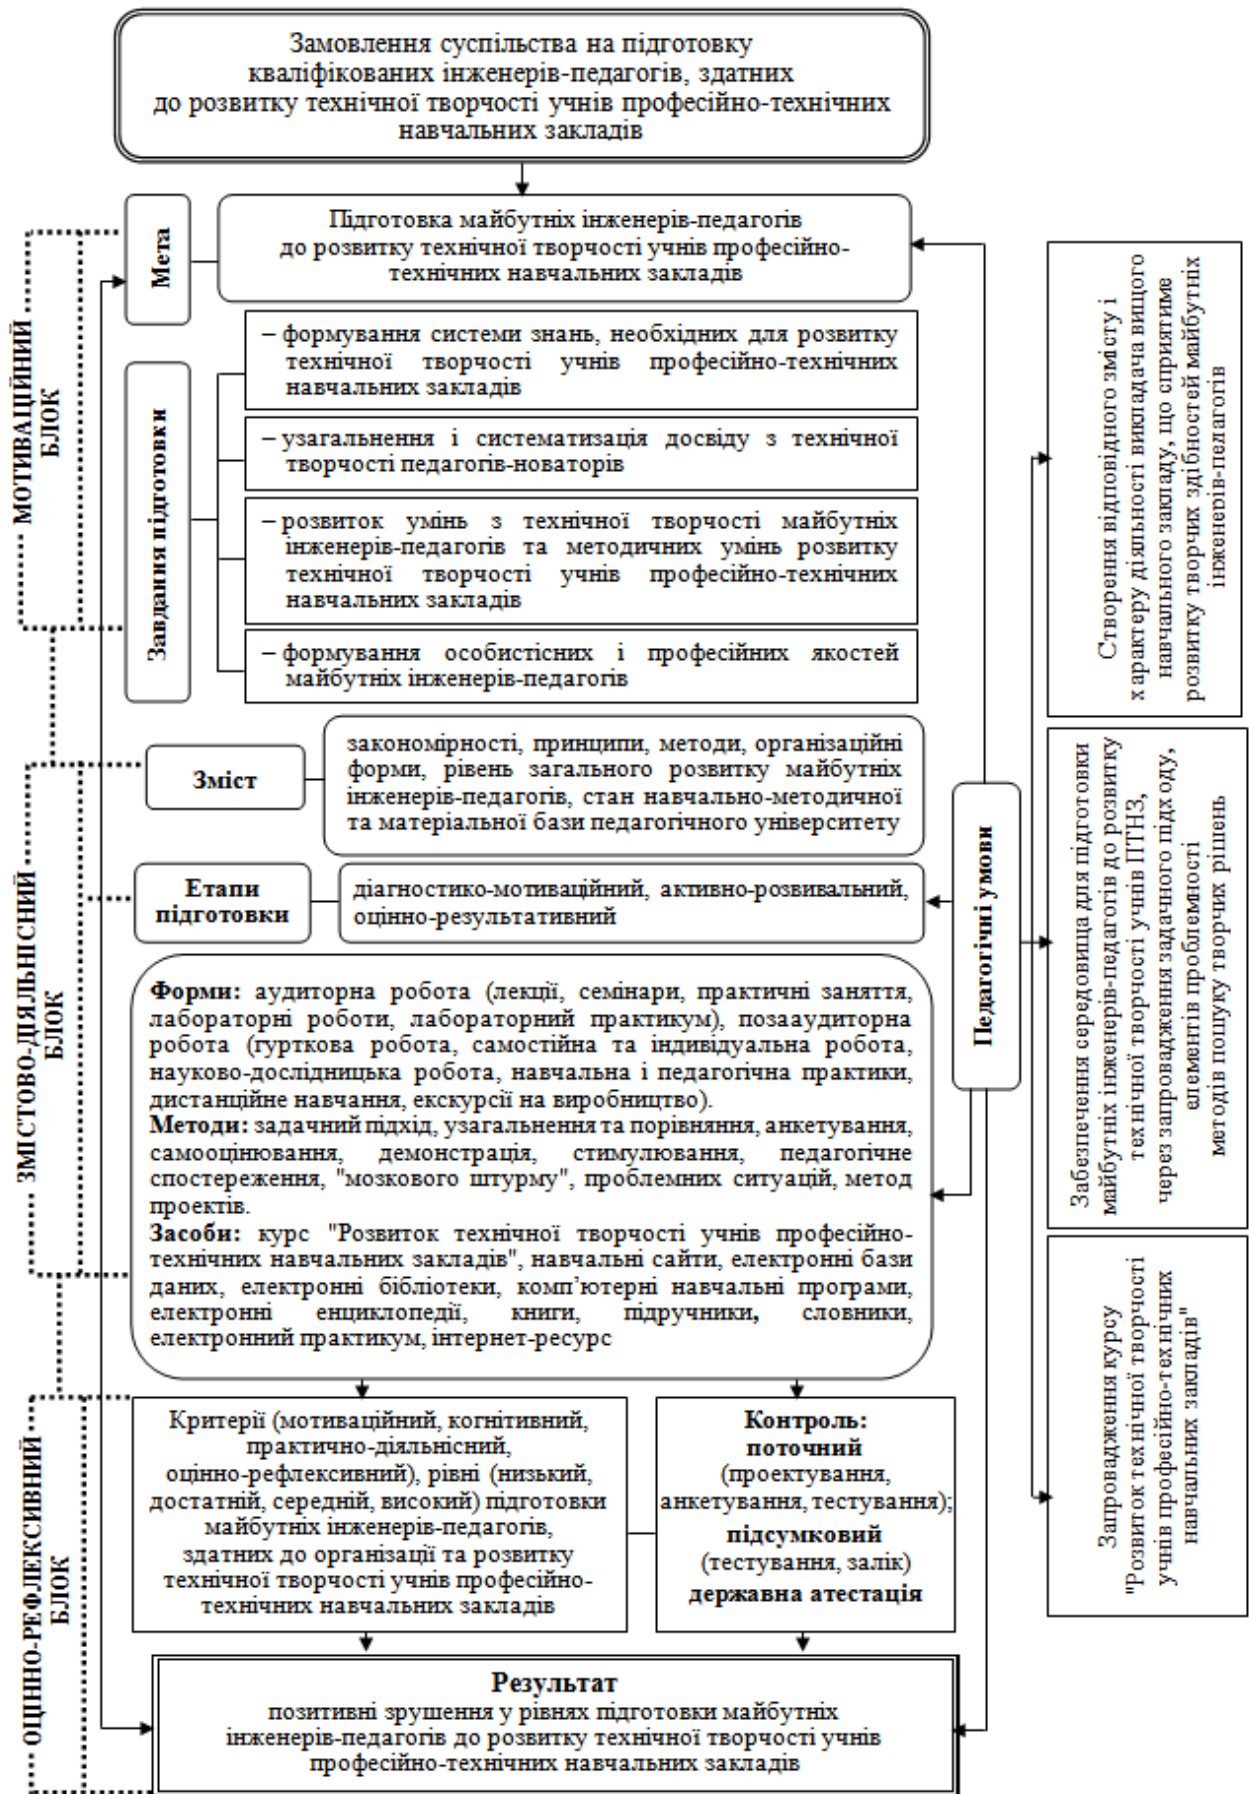 Замовлення суспільства на підготовку
кваліфікованих інженерів-педагогів, здатних
до розвитку технічної творчості учнів професійно-технічних
навчальних закладів
МОТИВАЦІЙНИЙ
БЛОК
Мета
Підготовка майбутніх інженерів-педагогів
до розвитку технічної творчості учнів професійно-
технічних навчальних закладів
Завдання підготовки
– формування системи знань, необхідних для розвитку
технічної творчості учнів професійно-технічних
навчальних закладів
– узагальнення і систематизація досвіду з технічної
творчості педагогів-новаторів
– розвиток умінь з технічної творчості майбутніх
інженерів-педагогів та методичних умінь розвитку
технічної творчості учнів професійно-технічних
навчальних закладів
– формування особистісних і професійних якостей
майбутніх інженерів-педагогів
ЗМІСТОВО-ДІЯЛЬНІСНИЙ
БЛОК
Зміст
закономірності, принципи, методи, організаційні
форми, рівень загального розвитку майбутніх
інженерів-педагогів, стан навчально-методичної
та матеріальної бази педагогічного університету
Етапи
підготовки
діагностико-мотиваційний, активно-розвивальний,
оцінно-результативний
Форми: аудиторна робота (лекції, семінари, практичні заняття,
лабораторні роботи, лабораторний практикум), позааудиторна
робота (гурткова робота, самостійна та індивідуальна робота,
науково-дослідницька робота, навчальна і педагогічна практики,
дистанційне навчання, екскурсії на виробництво).
Методи: задачний підхід, узагальнення та порівняння, анкетування,
самооцінювання, демонстрація, стимулювання, педагогічне
спостереження, "мозкового штурму", проблемних ситуацій, метод
проектів.
Засоби: курс "Розвиток технічної творчості учнів професійно-
технічних навчальних закладів", навчальні сайти, електронні бази
даних, електронні бібліотеки, комп’ютерні навчальні програми,
електронні енциклопедії, книги, підручники, словники,
електронний практикум, інтернет-ресурс
ОЦІННО-РЕФЛЕКСИВНИЙ
БЛОК
Критерії (мотиваційний, когнітивний,
практично-діяльнісний,
оцінно-рефлексивний), рівні (низький,
достатній, середній, високий) підготовки
майбутніх інженерів-педагогів,
здатних до організації та розвитку
технічної творчості учнів професійно-
технічних навчальних закладів
Контроль:
поточний
(проектування,
анкетування, тестування);
підсумковий
(тестування, залік)
державна атестація
Результат
позитивні зрушення у рівнях підготовки майбутніх
інженерів-педагогів до розвитку технічної творчості учнів
професійно-технічних навчальних закладів
Педагогічні умови
Створення відповідного змісту і
характеру діяльності викладача вищого
навчального закладу, що сприятиме
розвитку творчих здібностей майбутніх
інженерів-педагогів
Забезпечення середовища для підготовки
майбутніх інженерів-педагогів до розвитку
технічної творчості учнів ПТНЗ,
через запровадження задачного підходу,
елементів проблемності
методів пошуку творчих рішень
Запровадження курсу
"Розвиток технічної творчості
учнів професійно-технічних
навчальних закладів"